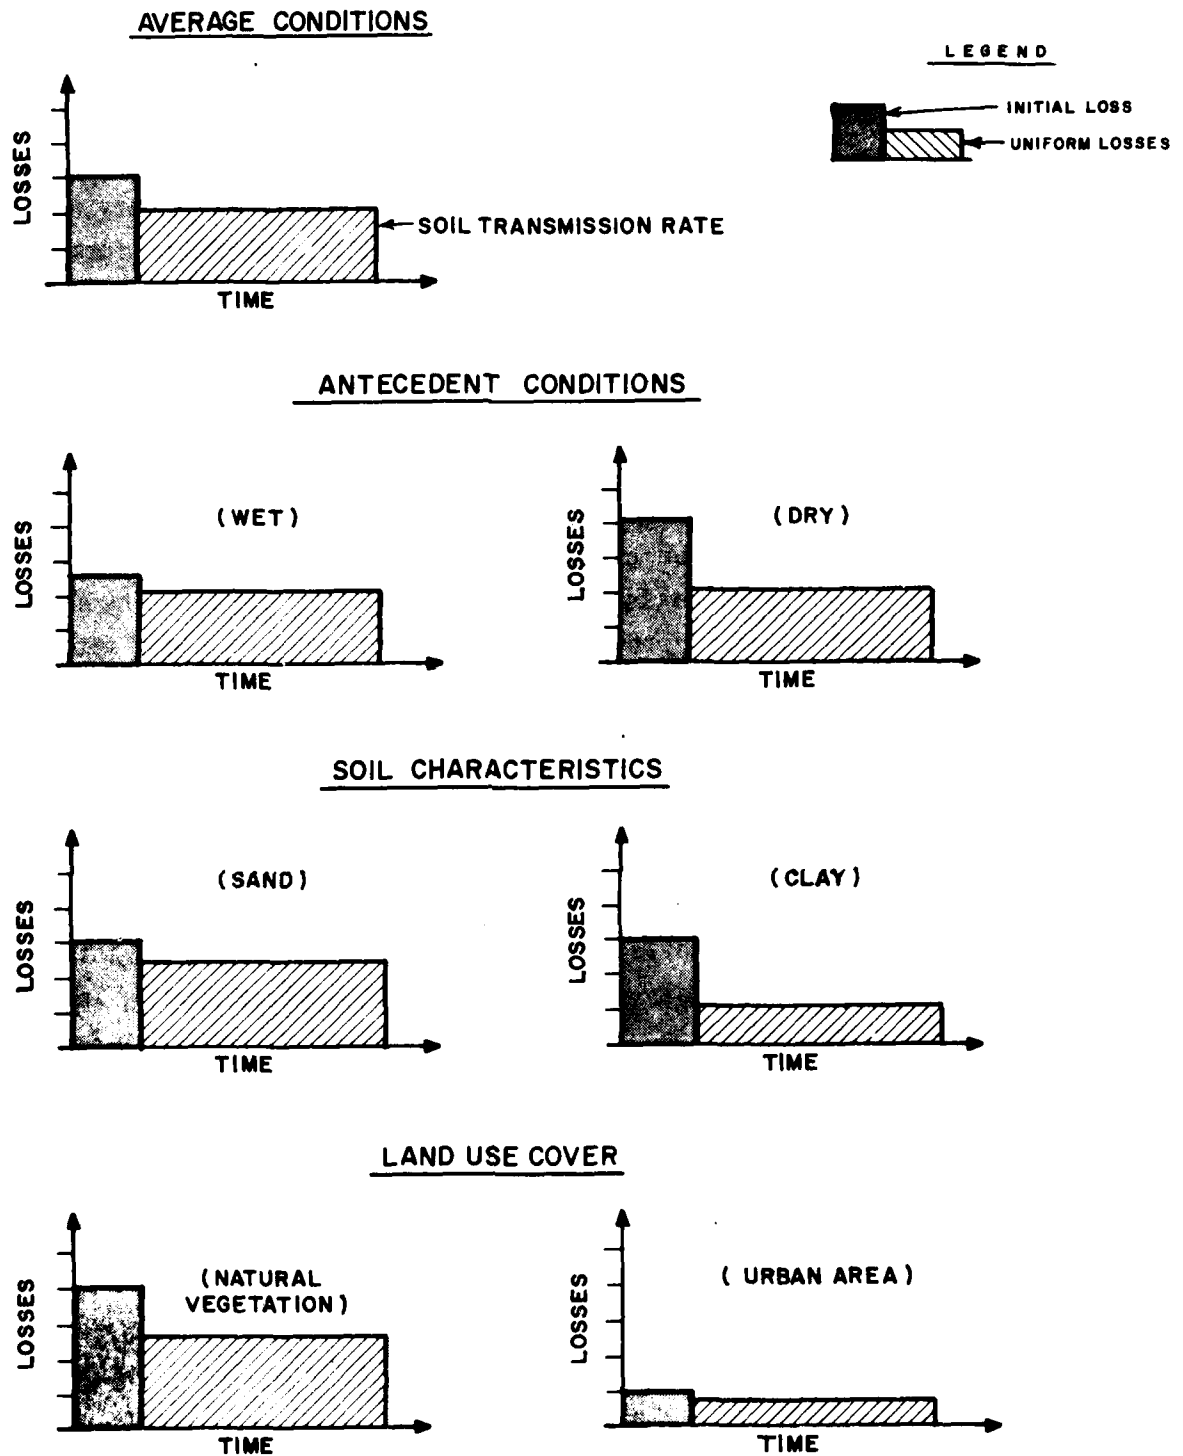 AVERAGE CONDITIONS
LEGEND
INITIAL LOSS
UNIFORM LOSSES
LOSSES
SOIL TRANSMISSION RATE
TIME
ANTECEDENT CONDITIONS
(WET)
LOSSES
TIME
(DRY)
LOSSES
TIME
SOIL CHARACTERISTICS
(SAND)
LOSSES
TIME
(CLAY)
LOSSES
TIME
LAND USE COVER
(NATURAL
VEGETATION)
LOSSES
TIME
(URBAN AREA)
LOSSES
TIME